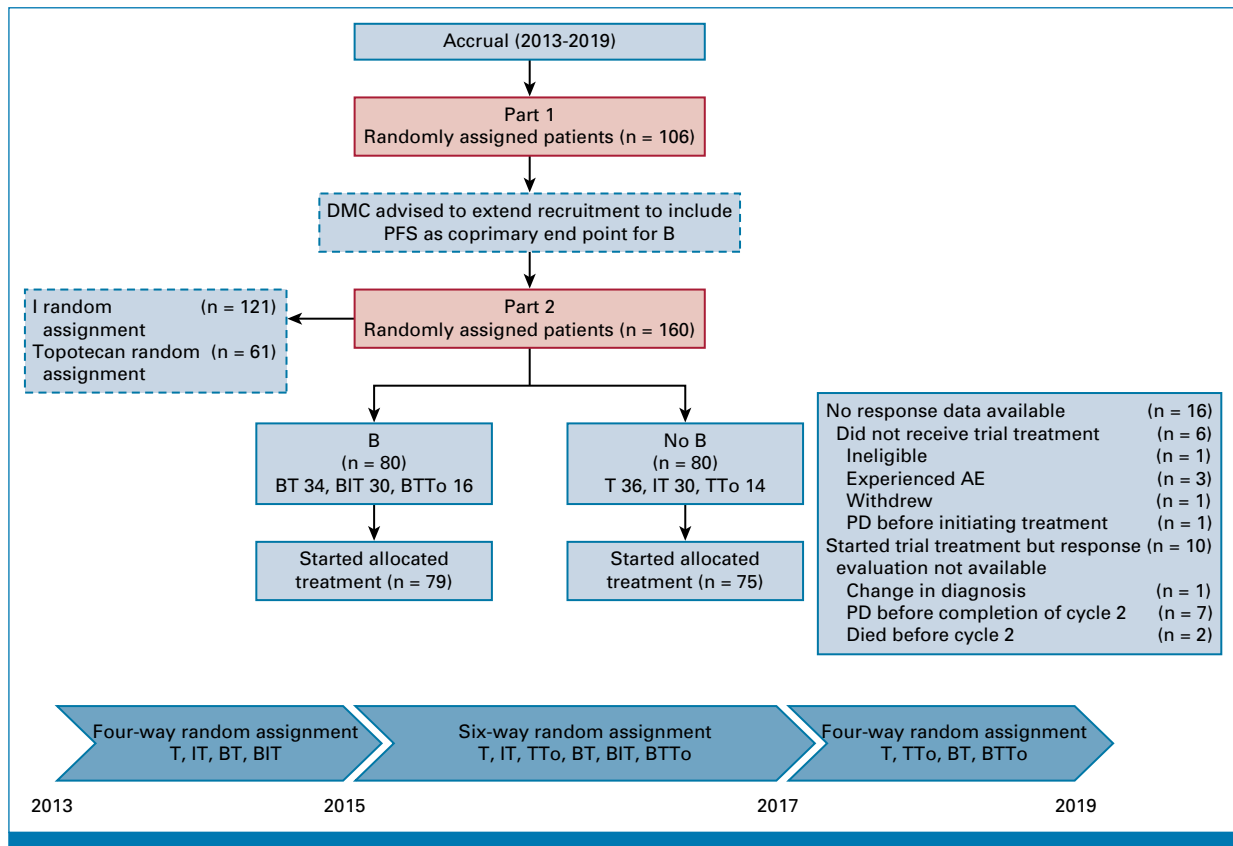 Accrual (2013-2019)
Part 1
Randomly assigned patients (n = 106)
DMC advised to extend recruitment to include
PFS as coprimary end point for B
Part 2
Randomly assigned patients (n = 160)
I random (n = 121)
assignment
Topotecan random (n = 61)
assignment
B
(n = 80)
BT 34, BIT 30, BTTo 16
No B
(n = 80)
T 36, IT 30, TTo 14
Started allocated
treatment (n = 79)
Started allocated
treatment (n = 75)
No response data available (n = 16)
Did not receive trial treatment (n = 6)
Ineligible (n = 1)
Experienced AE (n = 3)
Withdrew (n = 1)
PD before initiating treatment (n = 1)
Started trial treatment but response (n = 10)
evaluation not available
Change in diagnosis (n = 1)
PD before completion of cycle 2 (n = 7)
Died before cycle 2 (n = 2)
Four-way random assignment
T, IT, BT, BIT
Six-way random assignment
T, IT, TTo, BT, BIT, BTTo
Four-way random assignment
T, TTo, BT, BTTo
2013 2015 2017 2019